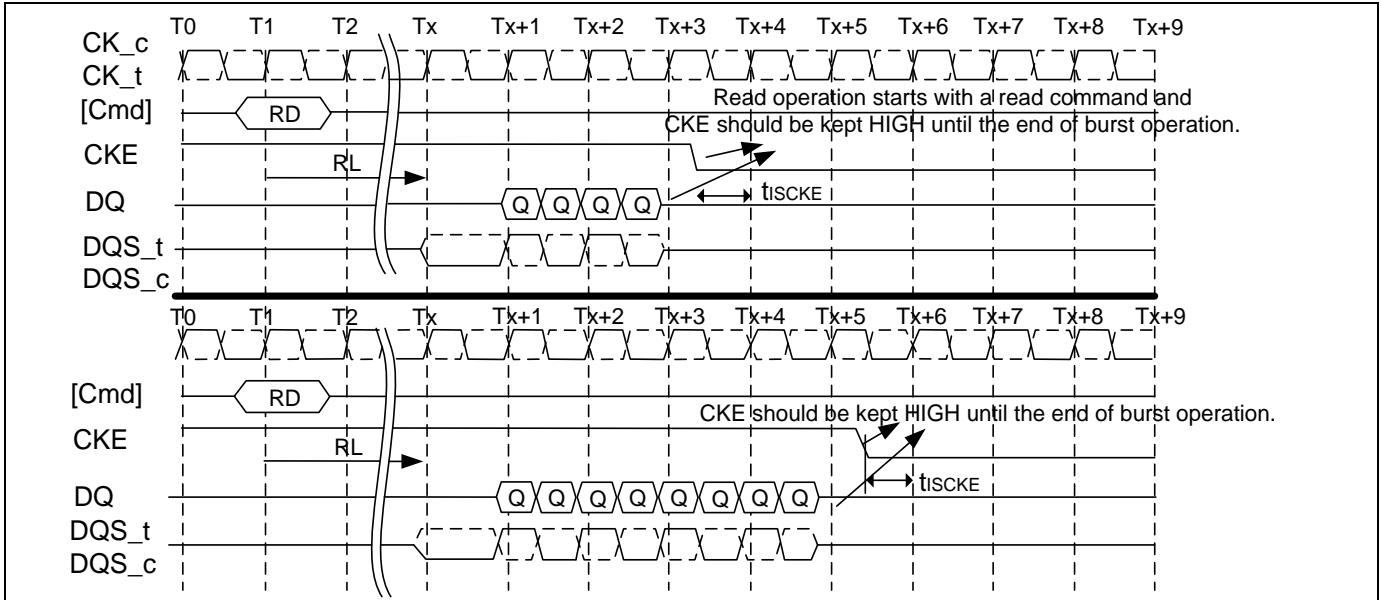 T0 T1 T2 Tx Tx+1 Tx+2 Tx+3 Tx+4 Tx+5 Tx+6 Tx+7 Tx+8 Tx+9
CK_c
CK_t
[Cmd] RD
Read operation starts with a read command and
CKE should be kept HIGH until the end of burst operation.
CKE
RL
tISCKE
DQ Q Q Q Q
DQS_t
DQS_c
T0 T1 T2 Tx Tx+1 Tx+2 Tx+3 Tx+4 Tx+5 Tx+6 Tx+7 Tx+8 Tx+9
[Cmd] RD
CKE should be kept HIGH until the end of burst operation.
CKE
RL
tISCKE
DQ Q Q Q Q Q Q Q Q
DQS_t
DQS_c